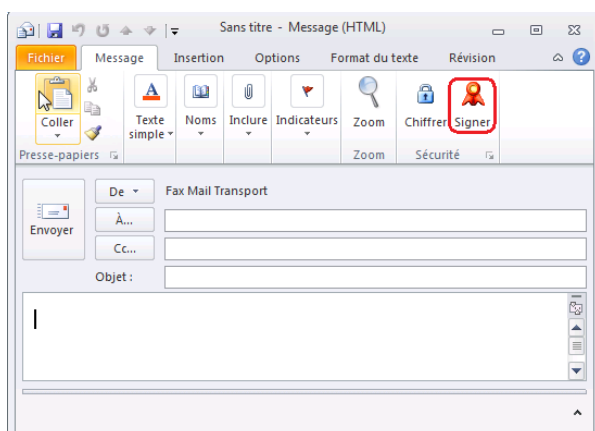 Sans titre - Message (HTML)
Fichier Message Insertion Options Format du texte Révision
Coller Texte simple Noms Inclure Indicateurs Zoom Chiffrer Signer
Presse-papiers Zoom Sécurité
De Fax Mail Transport
Envoyer À...
Cc...
Objet :